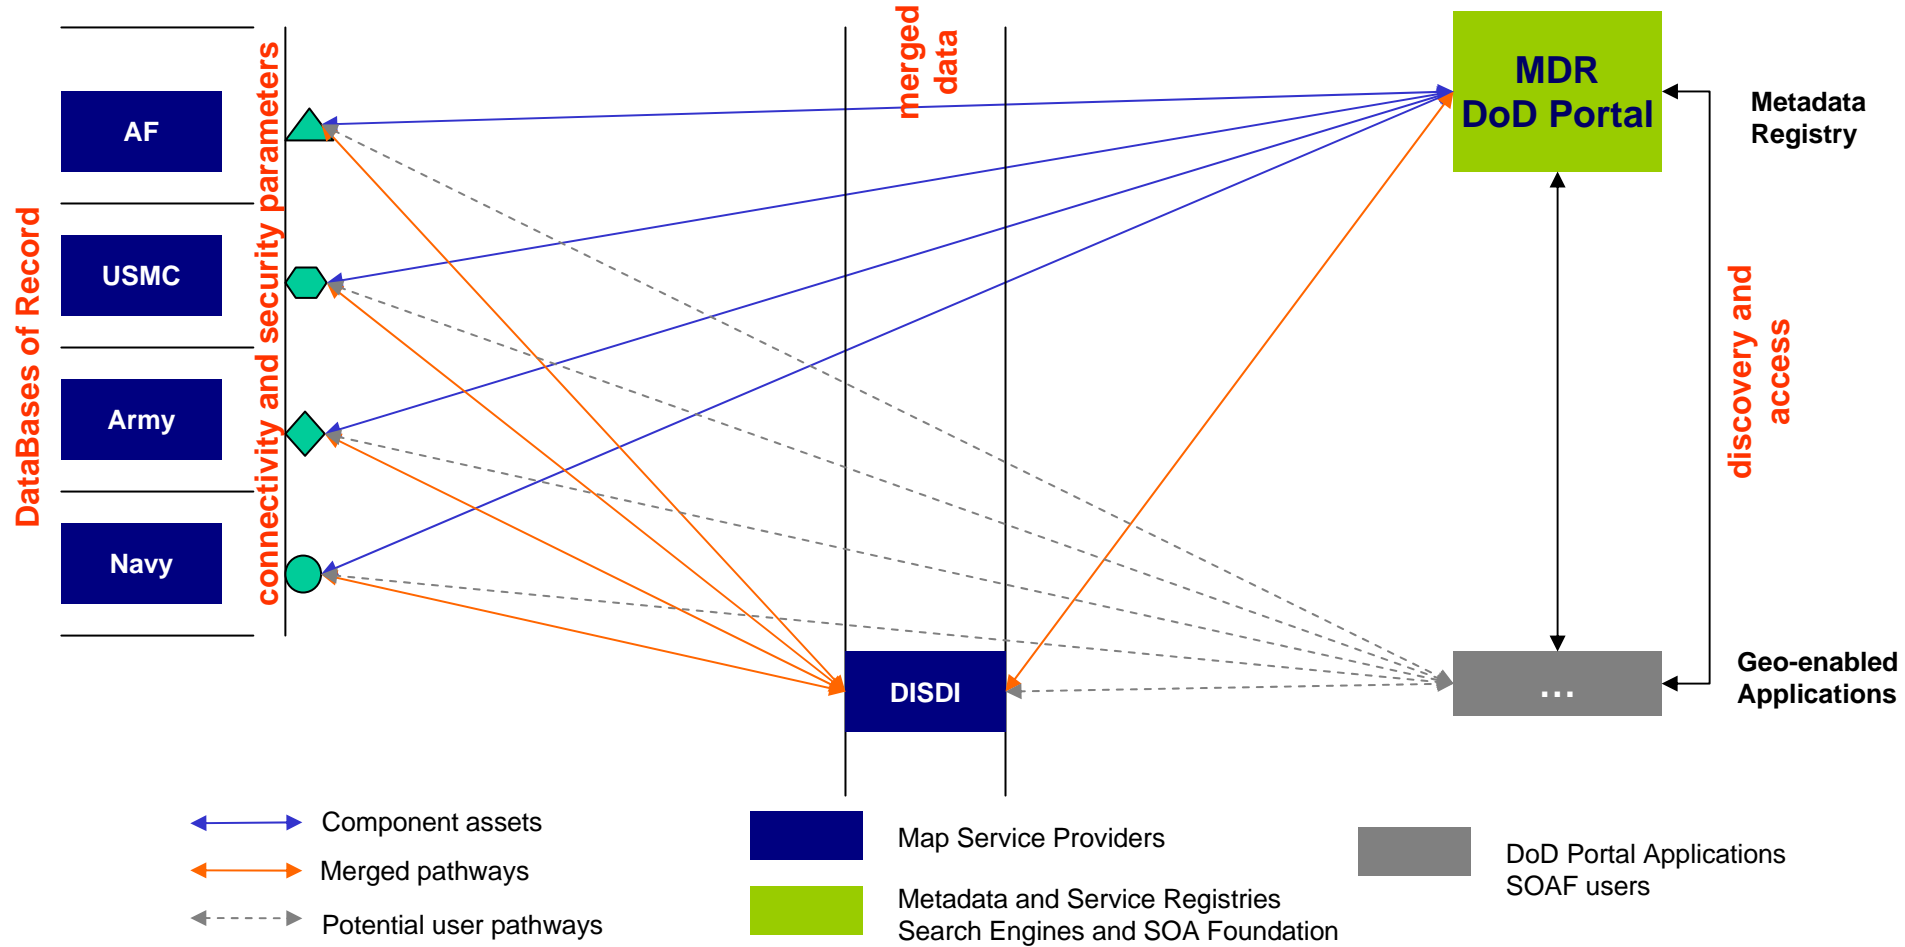 merged
data
MDR
DoD Portal
Metadata
Registry
AF
USMC
Army
Navy
DataBases of Record
connectivity and security parameters
discovery and
access
DISDI
...
Geo-enabled
Applications
Component assets
Merged pathways
Potential user pathways
Map Service Providers
Metadata and Service Registries
Search Engines and SOA Foundation
DoD Portal Applications
SOAF users